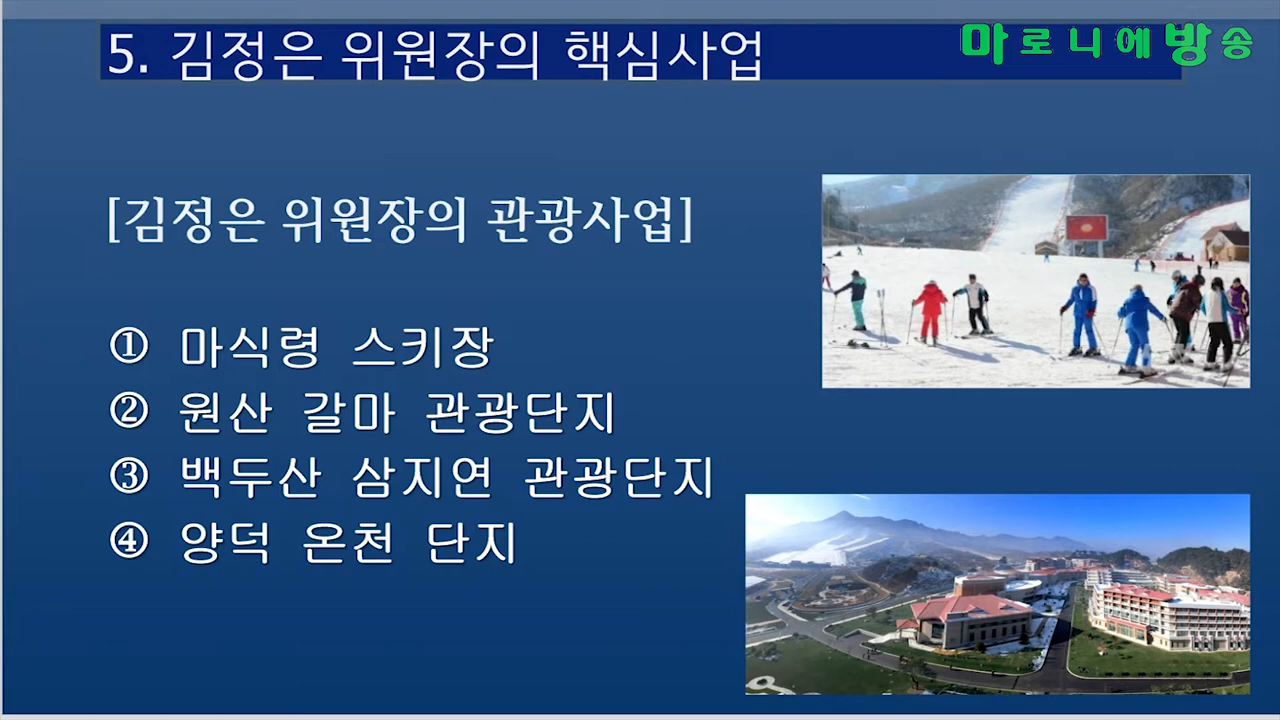 5. 김정은 위원장의 핵심사업
마로니에방송
[김정은 위원장의 관광사업]
① 마식령 스키장
② 원산 갈마 관광단지
③ 백두산 삼지연 관광단지
④ 양덕 온천 단지